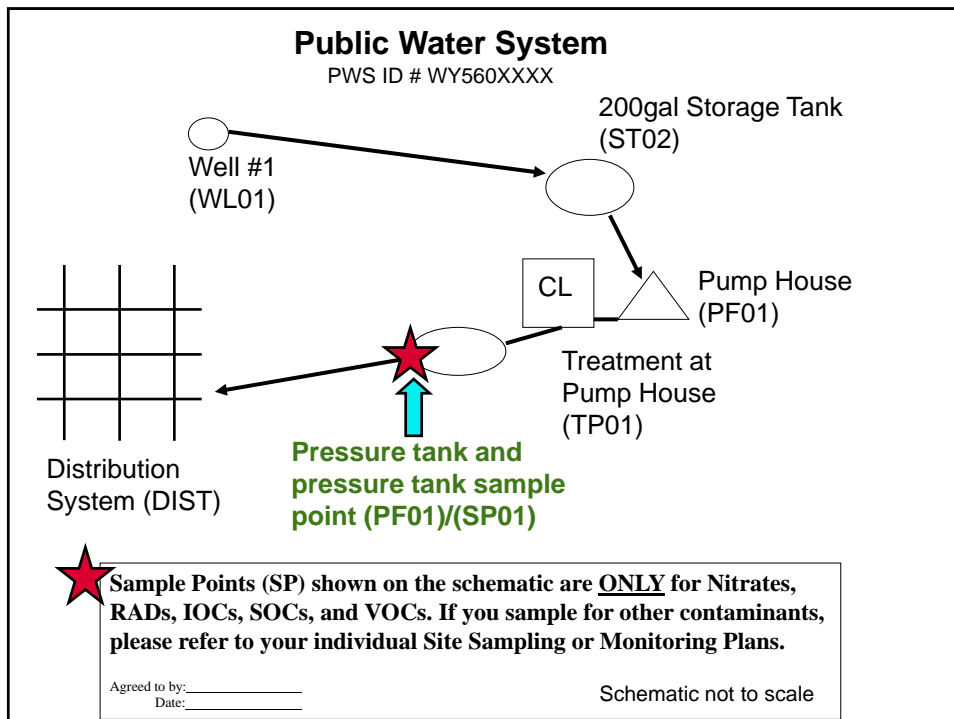 Public Water System
PWS ID # WY560XXXX
200gal Storage Tank
(ST02)
Well #1
(WL01)
CL
Pump House
(PF01)
Treatment at
Pump House
(TP01)
Distribution
System (DIST)
Pressure tank and
pressure tank sample
point (PF01)/(SP01)
Sample Points (SP) shown on the schematic are ONLY for Nitrates,
RADs, IOCs, SOCs, and VOCs. If you sample for other contaminants,
please refer to your individual Site Sampling or Monitoring Plans.
Agreed to by:
Date:
Schematic not to scale